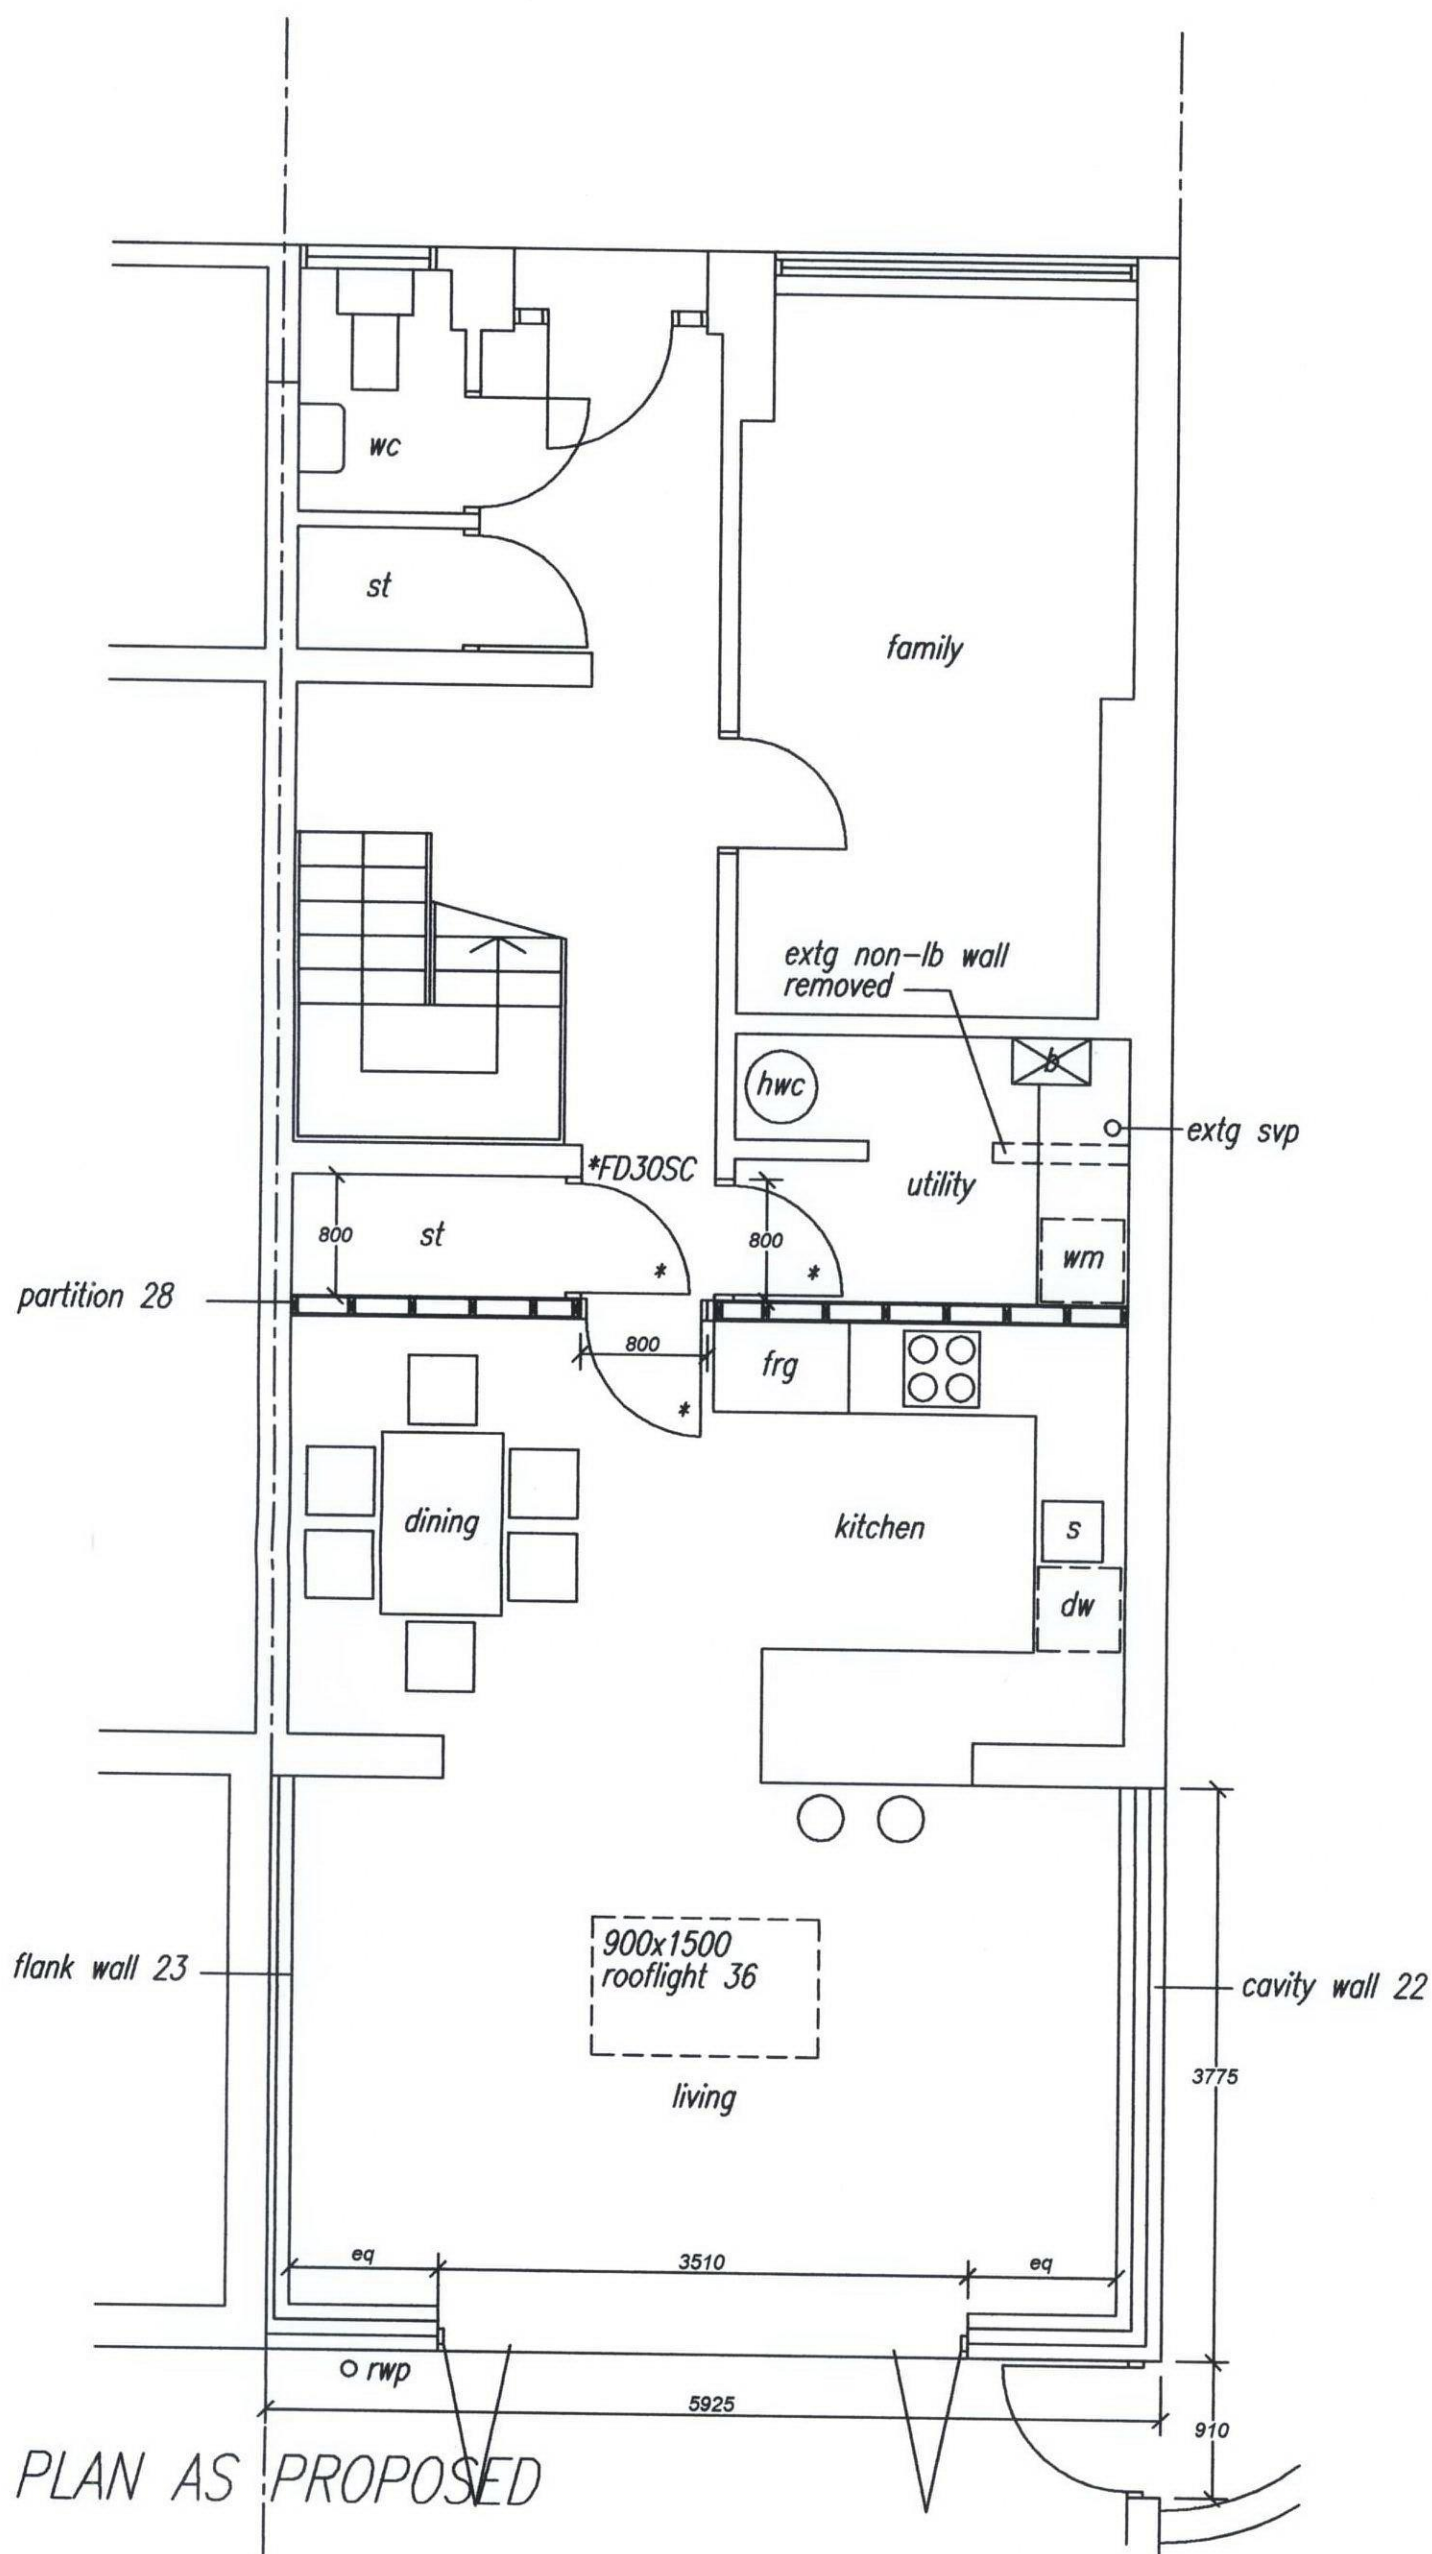 wc
st
family
extg non-lb wall
removed
b
hwc
extg svp
*FD30SC
utility
800
st
800
*
*
wm
partition 28
800
frg
*
dining
kitchen
s
dw
900x1500
rooflight 36
flank wall 23
cavity wall 22
3775
living
eq
3510
eq
rwp
5925
910
PLAN AS PROPOSED